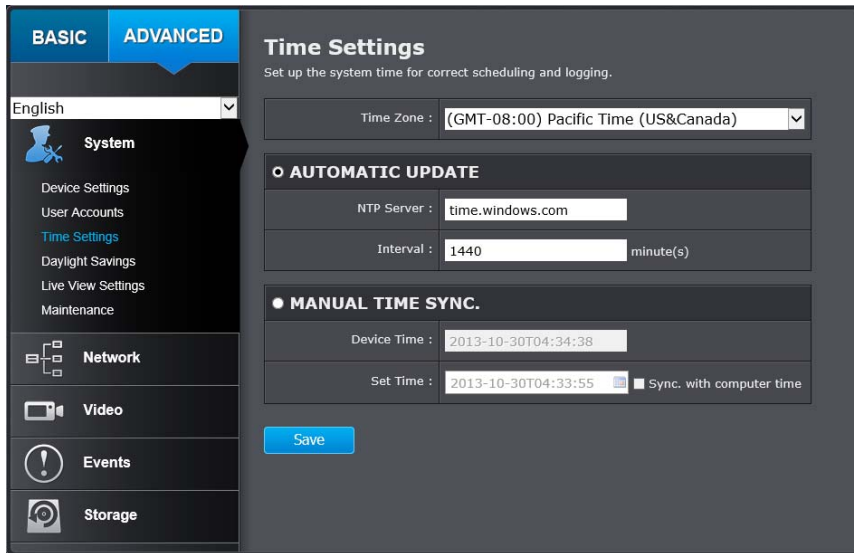 BASIC
ADVANCED
English
System
Device Settings
User Accounts
Time Settings
Daylight Savings
Live View Settings
Maintenance
Network
Video
Events
Storage
Time Settings
Set up the system time for correct scheduling and logging.
Time Zone : (GMT-08:00) Pacific Time (US&Canada)
AUTOMATIC UPDATE
NTP Server : time.windows.com
Interval : 1440 minute(s)
MANUAL TIME SYNC.
Device Time : 2013-10-30T04:34:38
Set Time : 2013-10-30T04:33:55 Sync. with computer time
Save